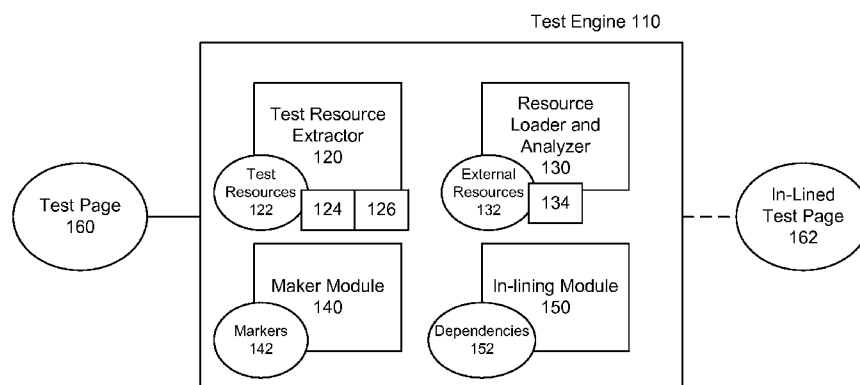 Test Engine 110
Test Resource
Extractor
120
Test
Resources
122
124
126
Resource
Loader and
Analyzer
130
External
Resources
132
134
Test Page
160
In-Lined
Test Page
162
Maker Module
140
Markers
142
In-lining Module
150
Dependencies
152